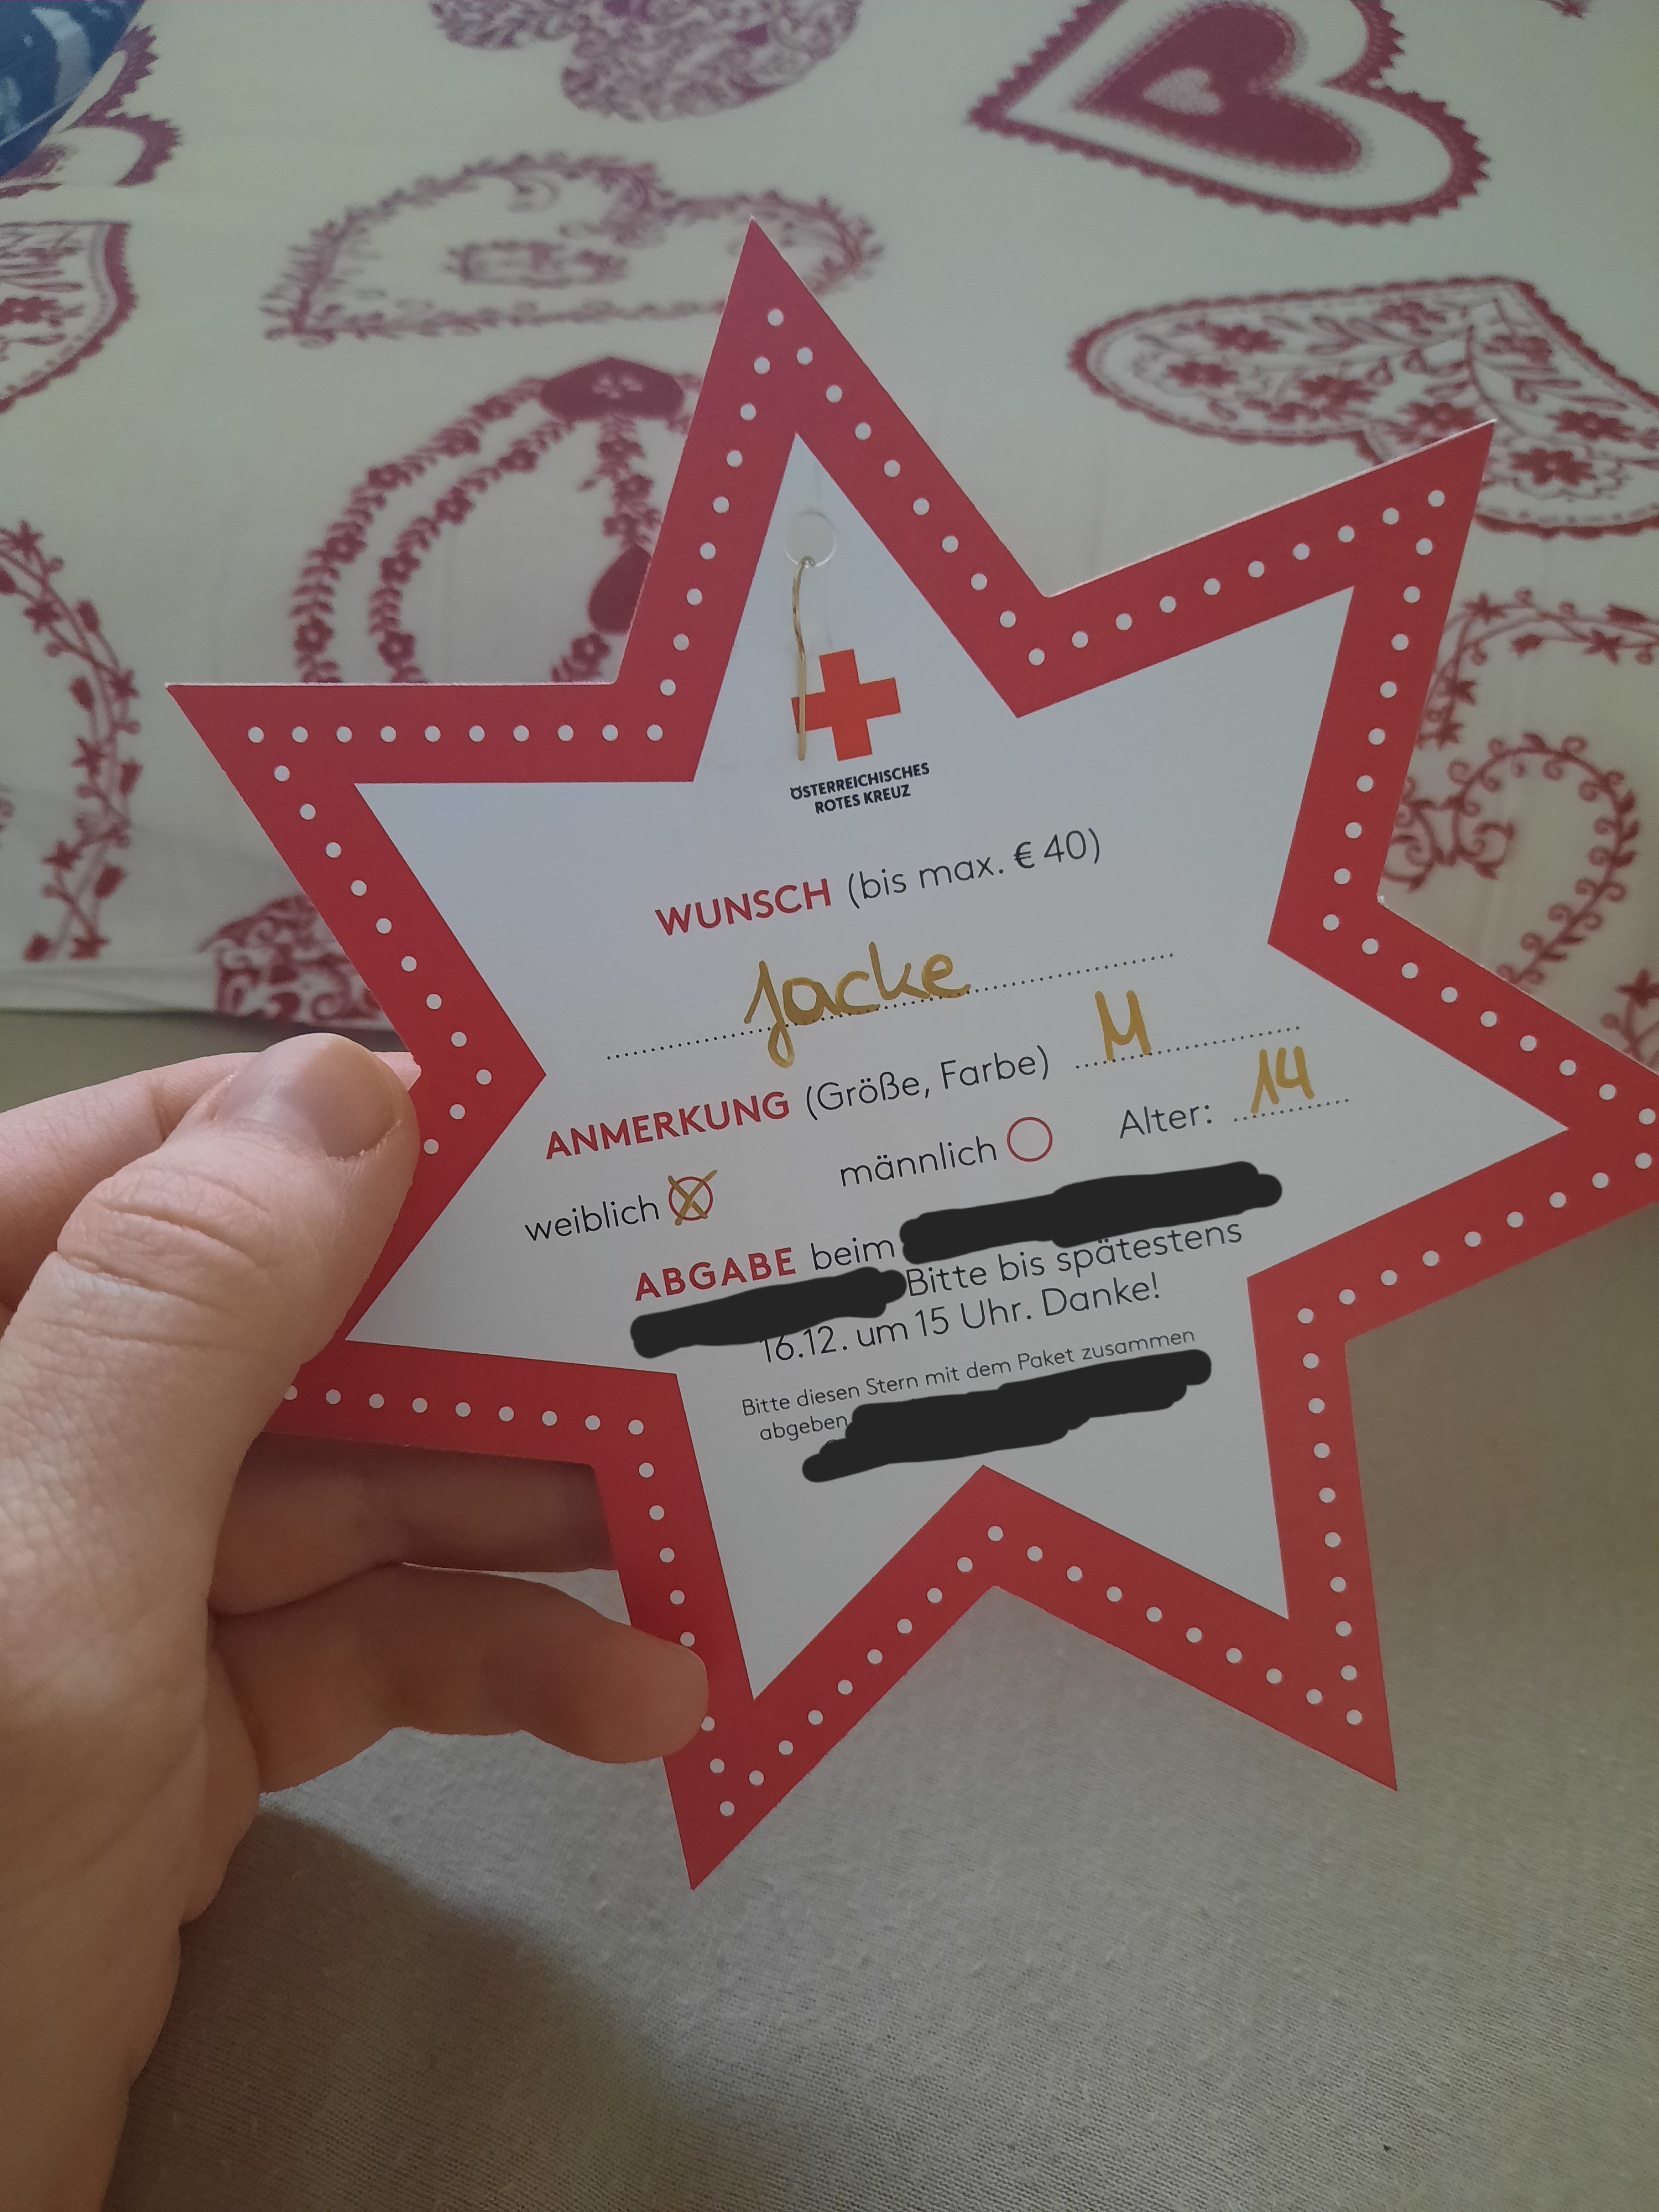 ÖSTERREICHISCHES
ROTES KREUZ
WUNSCH (bis max. € 40)
Jacke
ANMERKUNG (Größe, Farbe) M
weiblich männlich Alter: 14
ABGABE beim
Bitte bis spätestens
16.12. um 15 Uhr. Danke!
Bitte diesen Stern mit dem Paket zusammen
abgeben